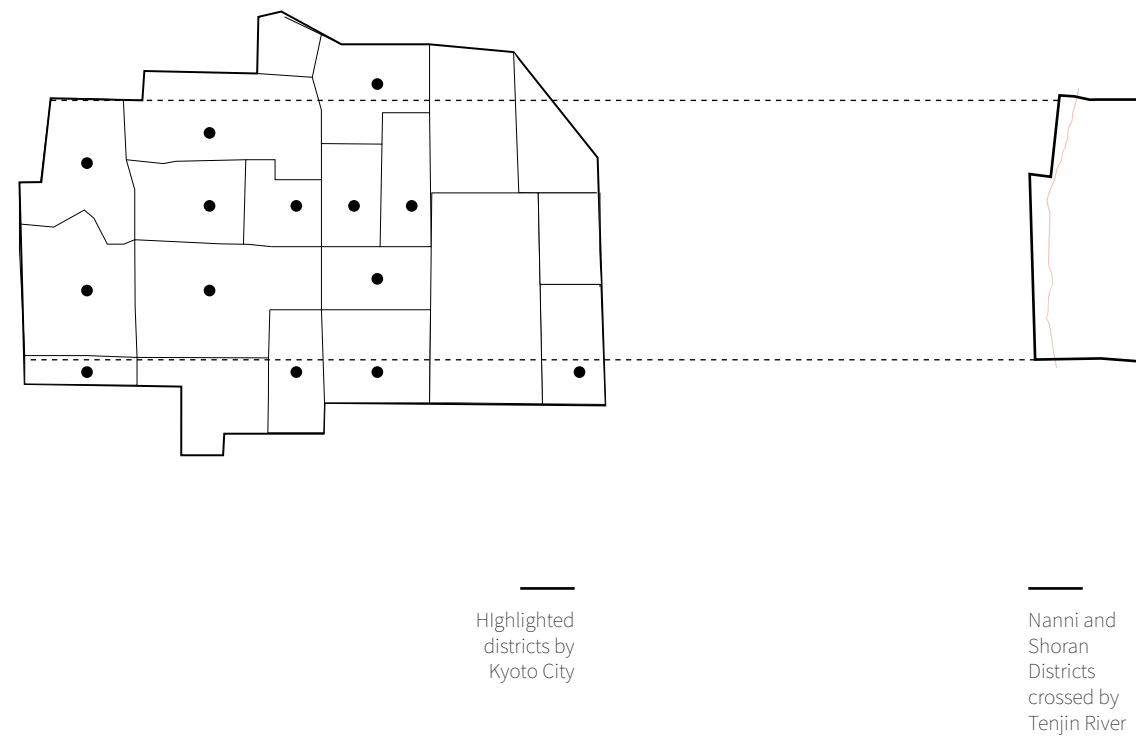 HIghlighted
districts by
Kyoto City
Nanni and
Shoran
Districts
crossed by
Tenjin River